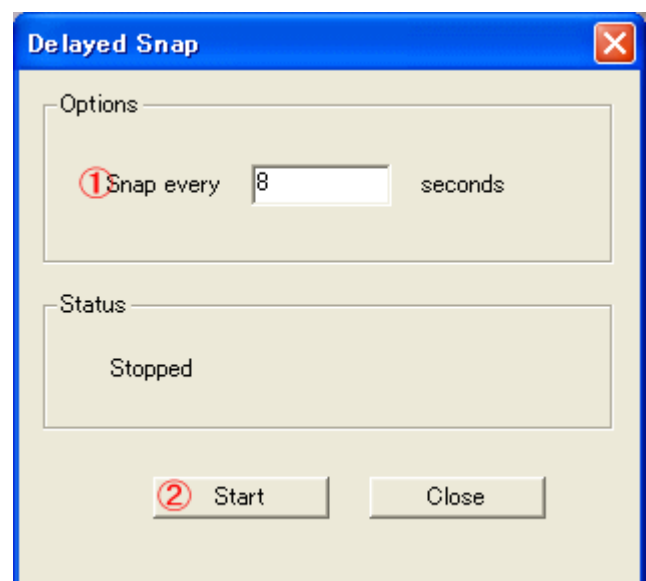 Delayed Snap
Options
①Snap every 8 seconds
Status
Stopped
② Start Close